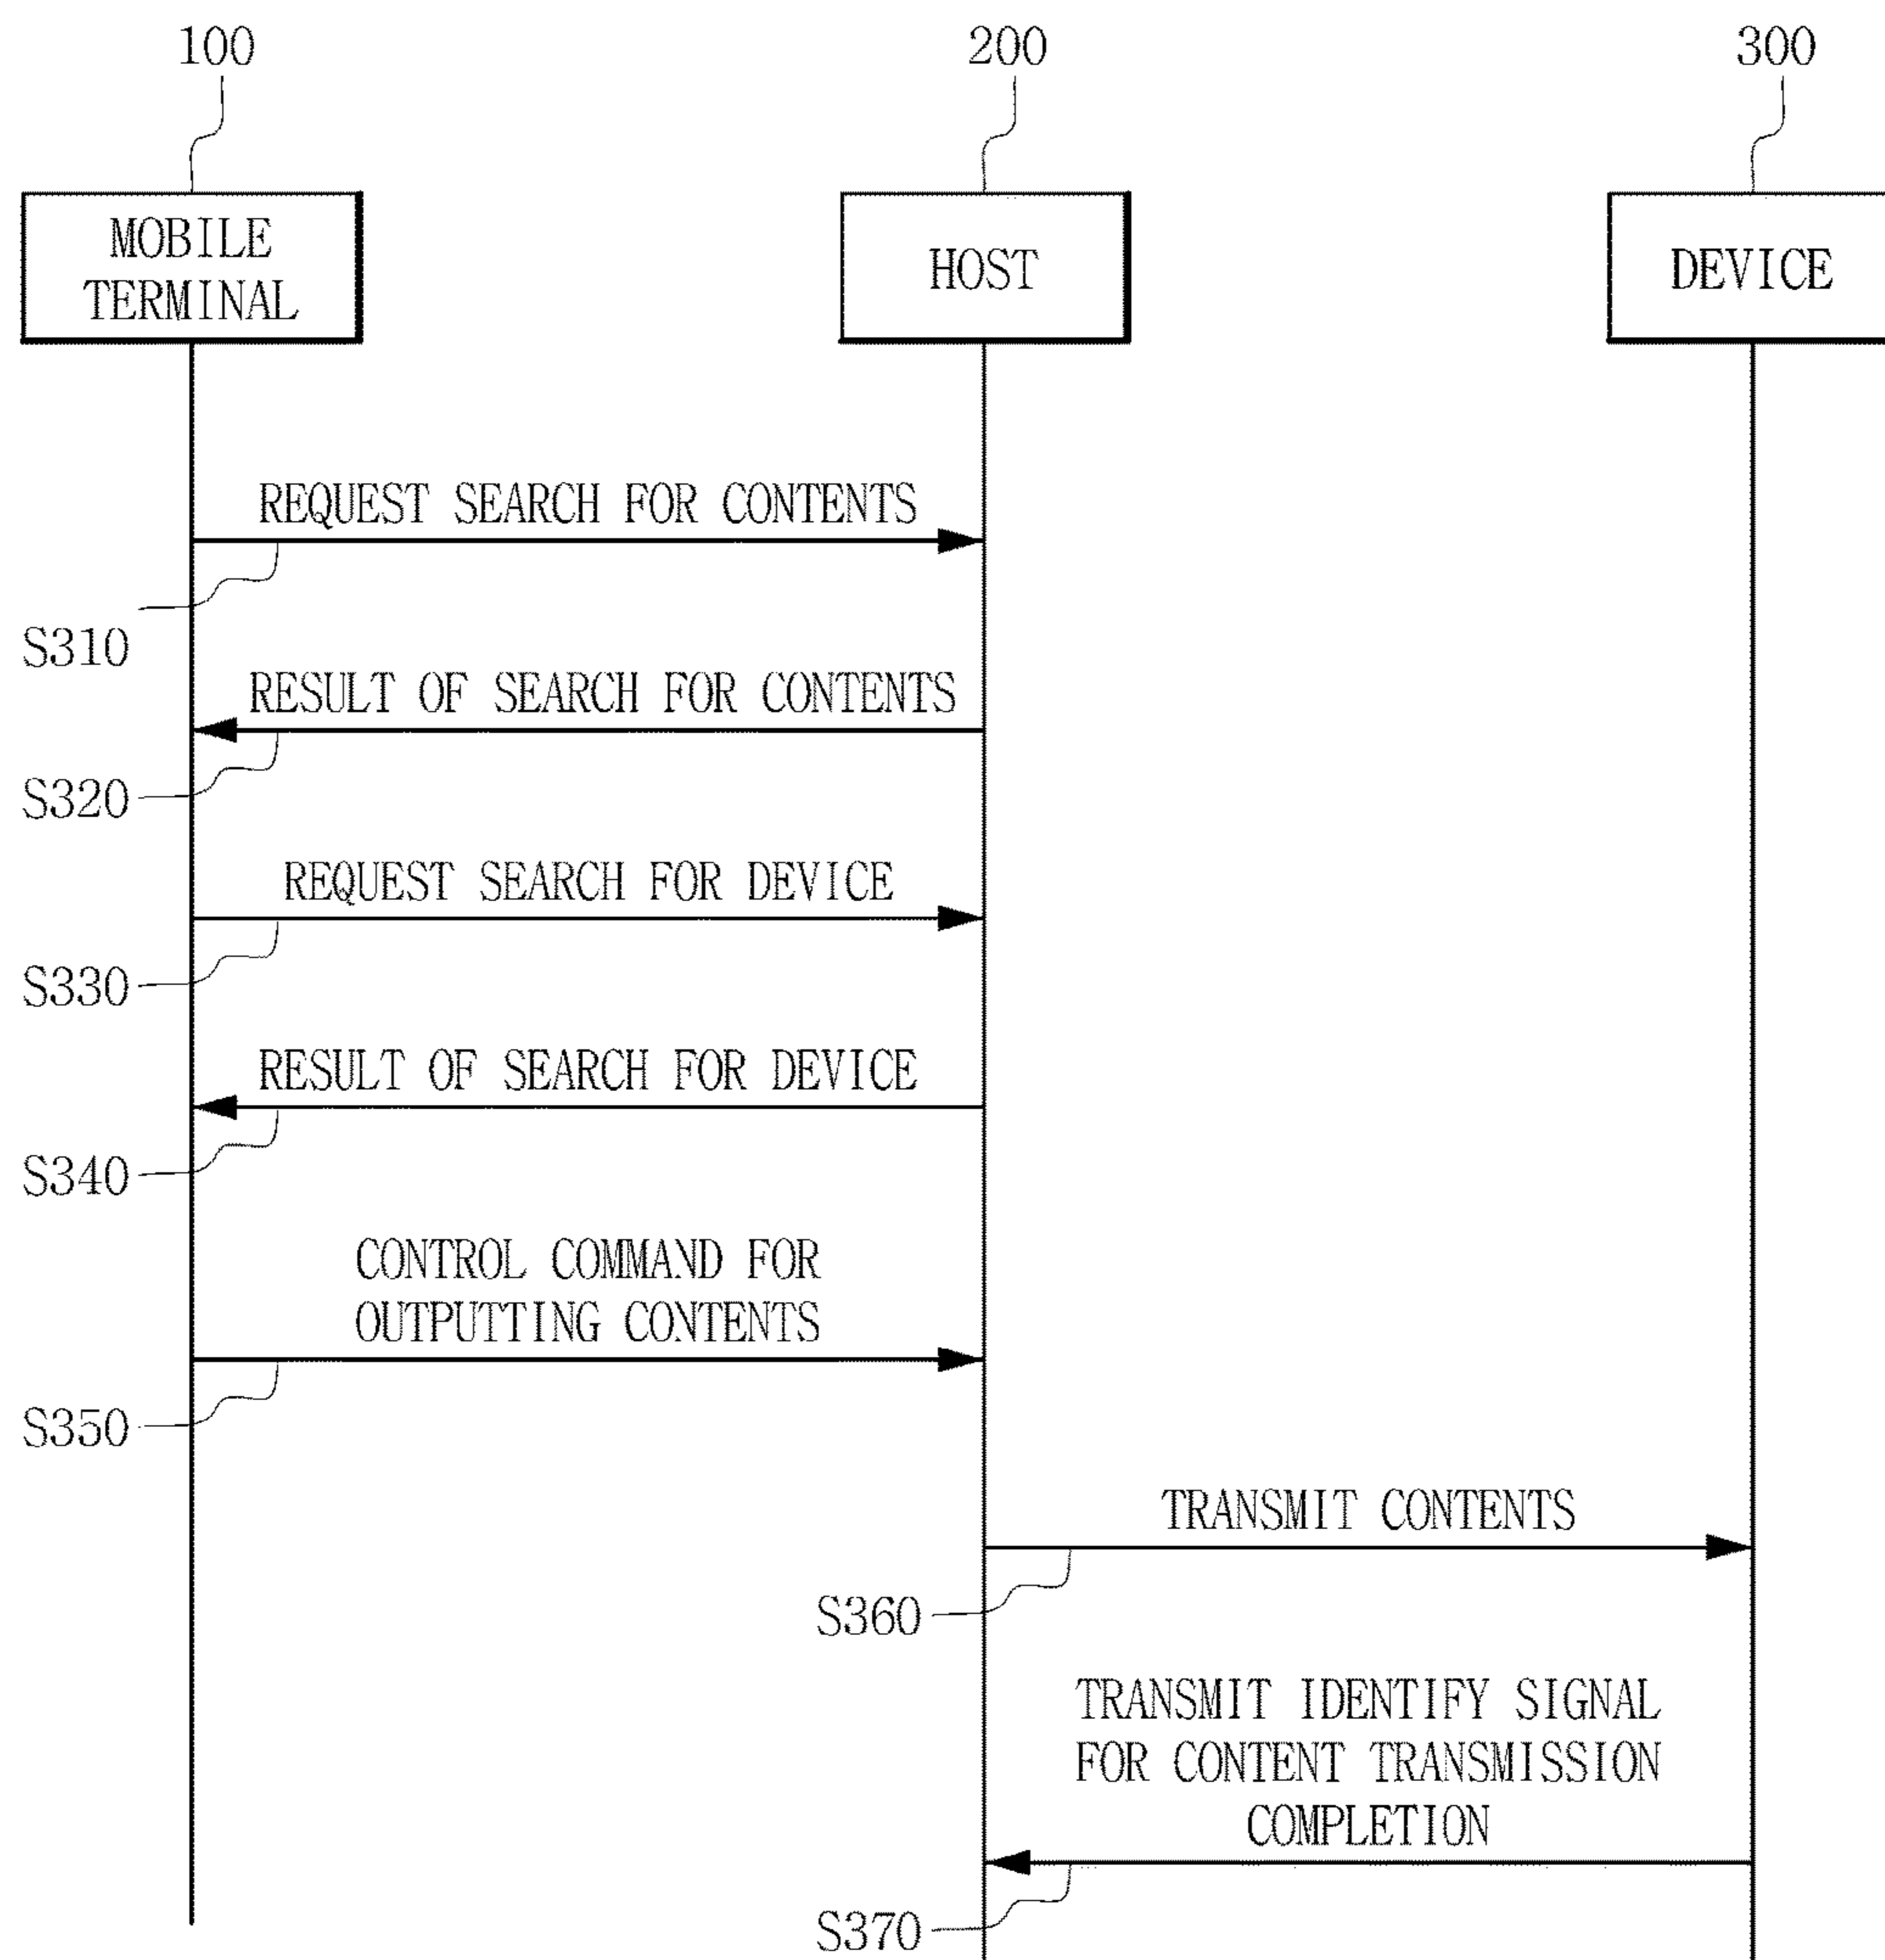 100
200
300
MOBILE
TERMINAL
HOST
DEVICE
REQUEST SEARCH FOR CONTENTS
S310
RESULT OF SEARCH FOR CONTENTS
S320
REQUEST SEARCH FOR DEVICE
S330
RESULT OF SEARCH FOR DEVICE
S340
CONTROL COMMAND FOR
OUTPUTTING CONTENTS
S350
TRANSMIT CONTENTS
S360
TRANSMIT IDENTIFY SIGNAL
FOR CONTENT TRANSMISSION
COMPLETION
S370